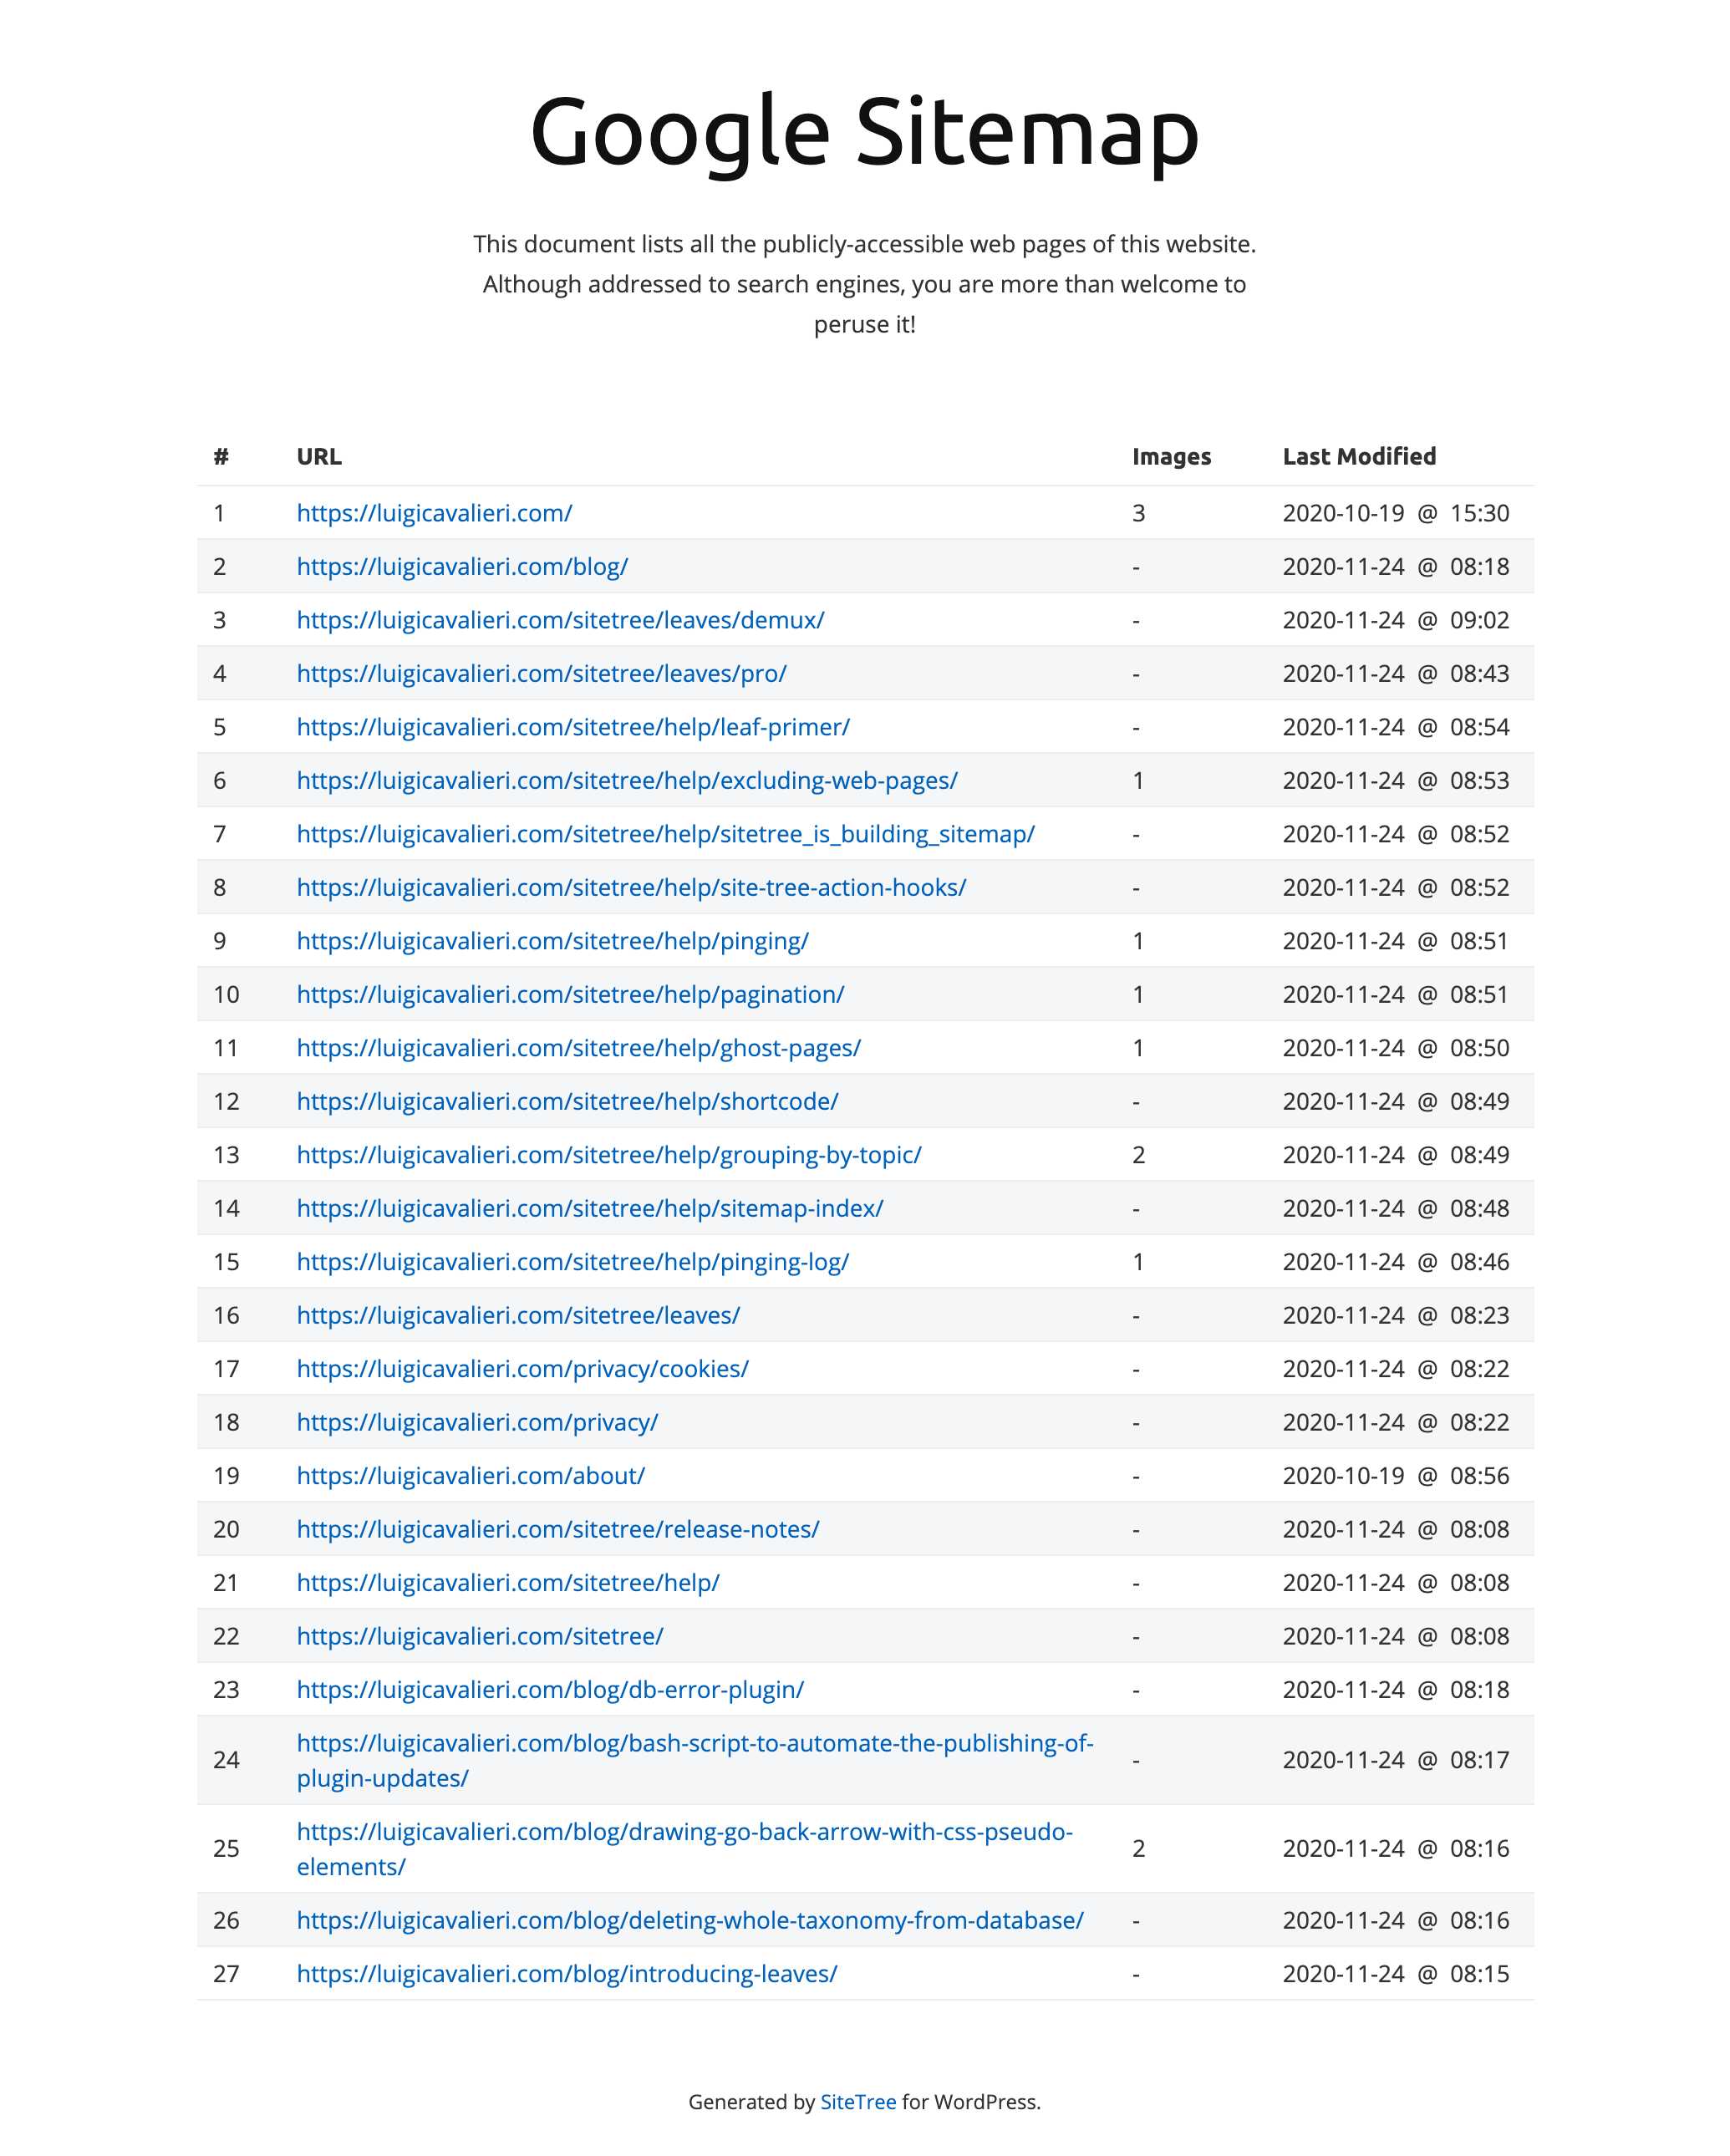 Google Sitemap
This document lists all the publicly-accessible web pages of this website.
Although addressed to search engines, you are more than welcome to
peruse it!
# URL Images Last Modified
1 https://luigicavalieri.com/ 3 2020-10-19 @ 15:30
2 https://luigicavalieri.com/blog/ - 2020-11-24 @ 08:18
3 https://luigicavalieri.com/sitetree/leaves/demux/ - 2020-11-24 @ 09:02
4 https://luigicavalieri.com/sitetree/leaves/pro/ - 2020-11-24 @ 08:43
5 https://luigicavalieri.com/sitetree/help/leaf-primer/ - 2020-11-24 @ 08:54
6 https://luigicavalieri.com/sitetree/help/excluding-web-pages/ 1 2020-11-24 @ 08:53
7 https://luigicavalieri.com/sitetree/help/sitetree_is_building_sitemap/ - 2020-11-24 @ 08:52
8 https://luigicavalieri.com/sitetree/help/site-tree-action-hooks/ - 2020-11-24 @ 08:52
9 https://luigicavalieri.com/sitetree/help/pinging/ 1 2020-11-24 @ 08:51
10 https://luigicavalieri.com/sitetree/help/pagination/ 1 2020-11-24 @ 08:51
11 https://luigicavalieri.com/sitetree/help/ghost-pages/ 1 2020-11-24 @ 08:50
12 https://luigicavalieri.com/sitetree/help/shortcode/ - 2020-11-24 @ 08:49
13 https://luigicavalieri.com/sitetree/help/grouping-by-topic/ 2 2020-11-24 @ 08:49
14 https://luigicavalieri.com/sitetree/help/sitemap-index/ - 2020-11-24 @ 08:48
15 https://luigicavalieri.com/sitetree/help/pinging-log/ 1 2020-11-24 @ 08:46
16 https://luigicavalieri.com/sitetree/leaves/ - 2020-11-24 @ 08:23
17 https://luigicavalieri.com/privacy/cookies/ - 2020-11-24 @ 08:22
18 https://luigicavalieri.com/privacy/ - 2020-11-24 @ 08:22
19 https://luigicavalieri.com/about/ - 2020-10-19 @ 08:56
20 https://luigicavalieri.com/sitetree/release-notes/ - 2020-11-24 @ 08:08
21 https://luigicavalieri.com/sitetree/help/ - 2020-11-24 @ 08:08
22 https://luigicavalieri.com/sitetree/ - 2020-11-24 @ 08:08
23 https://luigicavalieri.com/blog/db-error-plugin/ - 2020-11-24 @ 08:18
24 https://luigicavalieri.com/blog/bash-script-to-automate-the-publishing-of-
plugin-updates/ - 2020-11-24 @ 08:17
25 https://luigicavalieri.com/blog/drawing-go-back-arrow-with-css-pseudo-
elements/ 2 2020-11-24 @ 08:16
26 https://luigicavalieri.com/blog/deleting-whole-taxonomy-from-database/ - 2020-11-24 @ 08:16
27 https://luigicavalieri.com/blog/introducing-leaves/ - 2020-11-24 @ 08:15
Generated by SiteTree for WordPress.